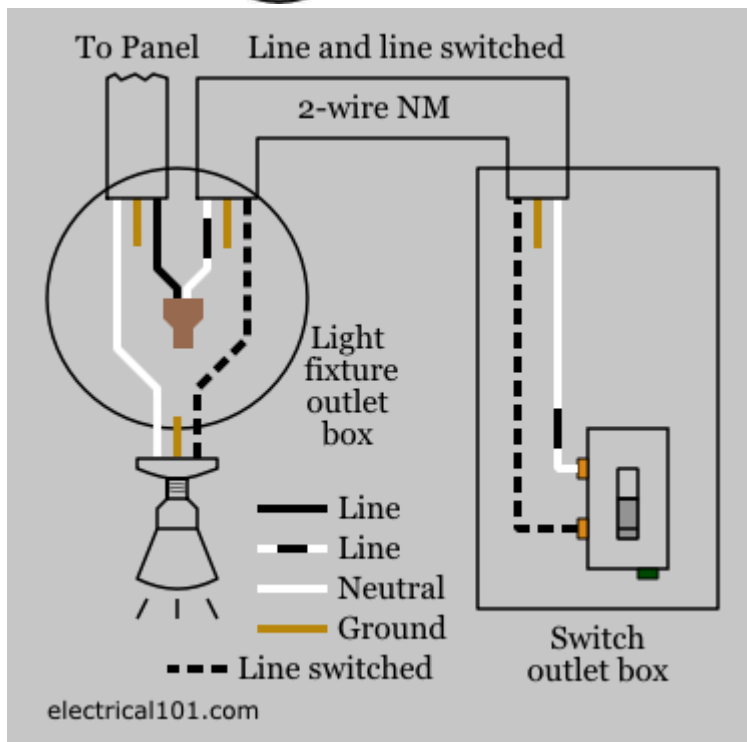 To Panel
Line and line switched
2-wire NM
Light
fixture
outlet
box
Line
Line
Neutral
Ground
Line switched
Switch
outlet box
electrical101.com